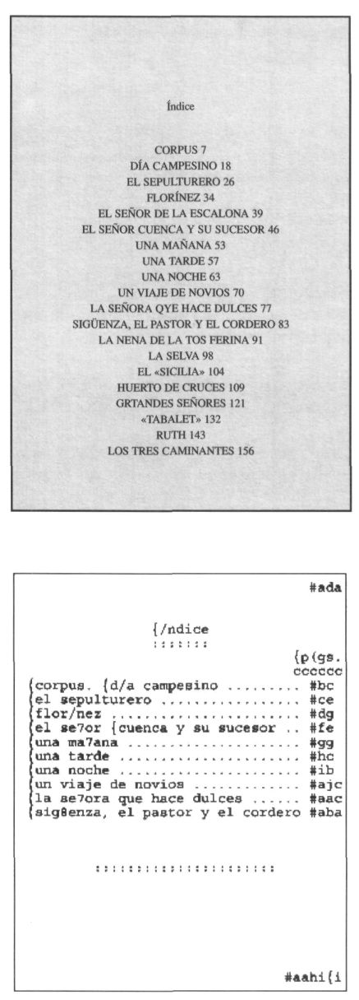 Índice
CORPUS 7
DÍA CAMPESINO 18
EL SEPULTURERO 26
FLORÍNEZ 34
EL SEÑOR DE LA ESCALONA 39
EL SEÑOR CUENCA Y SU SUCESOR 46
UNA MAÑANA 53
UNA TARDE 57
UNA NOCHE 63
UN VIAJE DE NOVIOS 70
LA SEÑORA QYE HACE DULCES 77
SIGÜENZA, EL PASTOR Y EL CORDERO 83
LA NENA DE LA TOS FERINA 91
LA SELVA 98
EL «SICILIA» 104
HUERTO DE CRUCES 109
GRTANDES SEÑORES 121
«TABALET» 132
RUTH 143
LOS TRES CAMINANTES 156
#ada
{/ndice
:::::::
{p(gs.
cccccc
{corpus. {d/a campesino ......... #bc
{el sepulturero ................. #ce
{flor/nez ....................... #dg
{el se7or {cuenca y su sucesor .. #fe
{una ma7ana ..................... #gg
{una tarde ...................... #hc
{una noche ...................... #ib
{un viaje de novios ............. #ajc
{la se7ora que hace dulces ...... #aac
{sig8enza, el pastor y el cordero #aba
::::::::::::::::::::::
#aahi{i